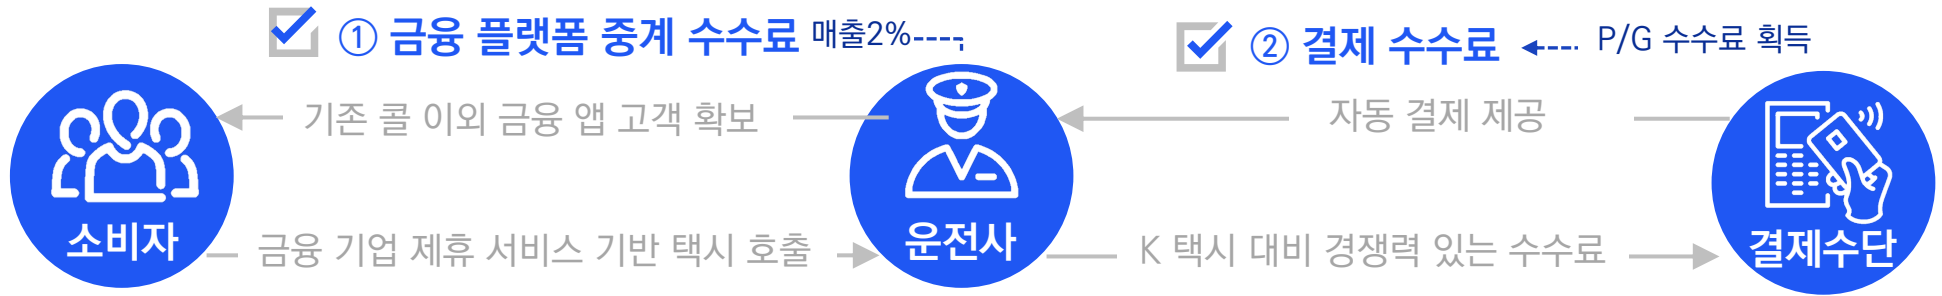 ① 금융 플랫폼 중계 수수료 매출2%
② 결제 수수료 P/G 수수료 획득
기존 콜 이외 금융 앱 고객 확보
자동 결제 제공
소비자
금융 기업 제휴 서비스 기반 택시 호출
운전사
K 택시 대비 경쟁력 있는 수수료
결제수단